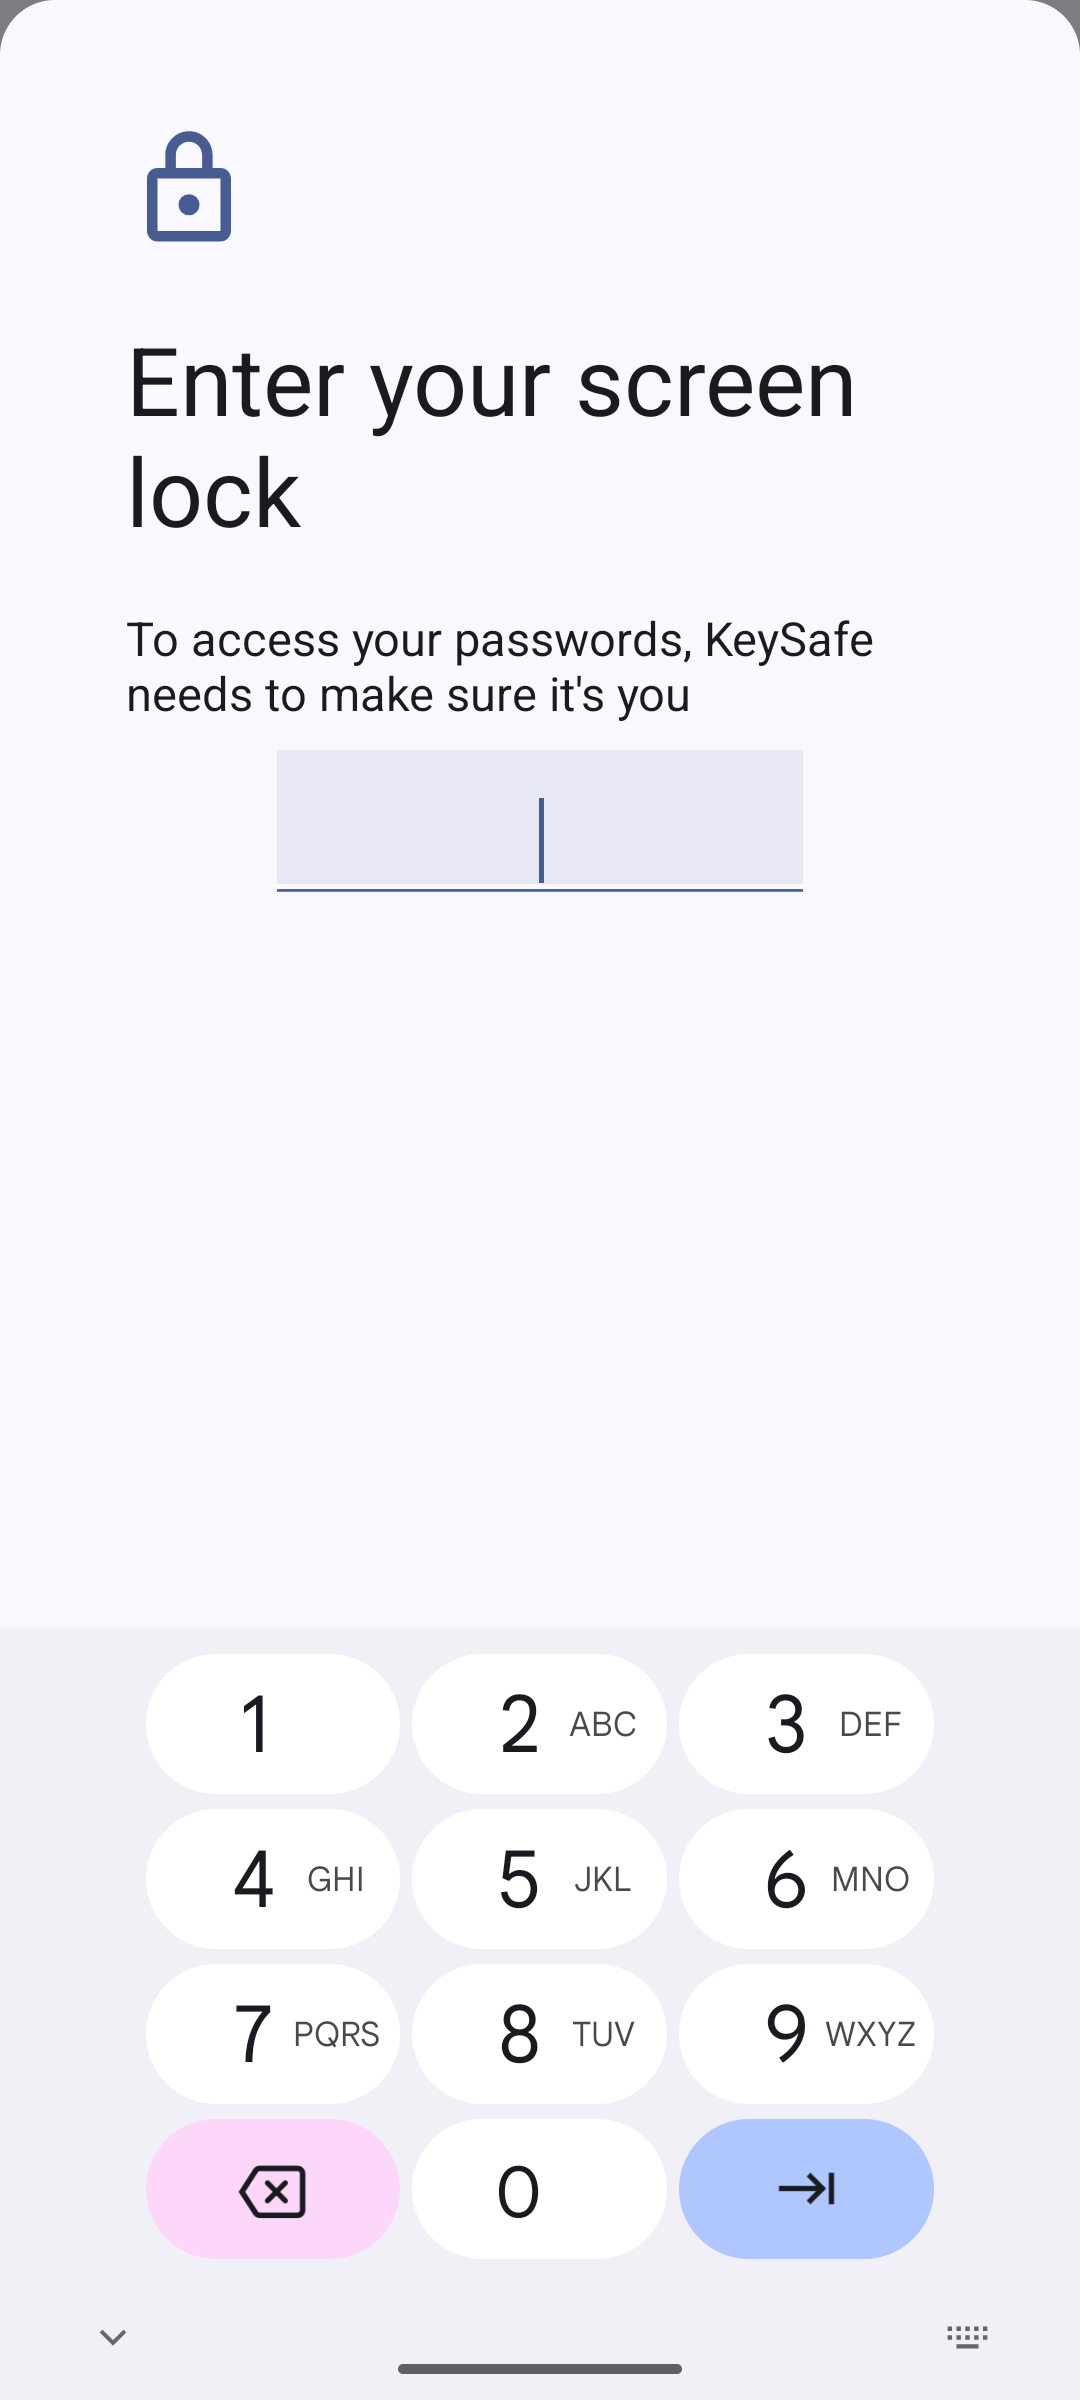 Enter your screen
lock
To access your passwords, KeySafe
needs to make sure it's you
1
2 ABC
3 DEF
4 GHI
5 JKL
6 MNO
7 PQRS
8 TUV
9 WXYZ
0